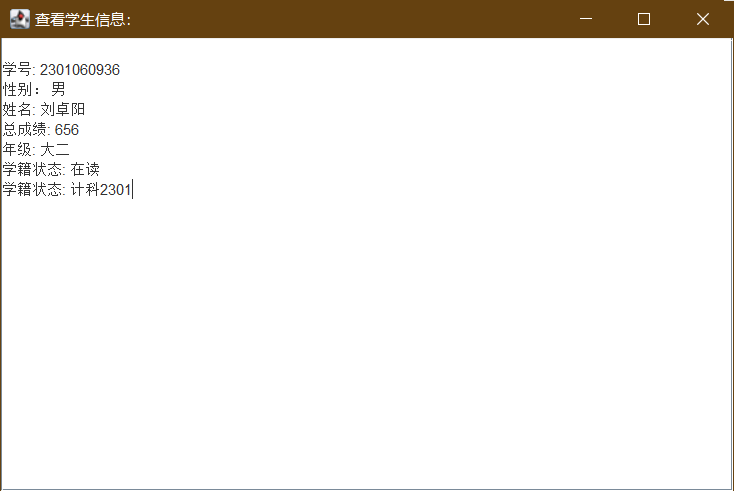 查看学生信息:
学号: 2301060936
性别： 男
姓名: 刘卓阳
总成绩: 656
年级: 大二
学籍状态: 在读
学籍状态: 计科2301